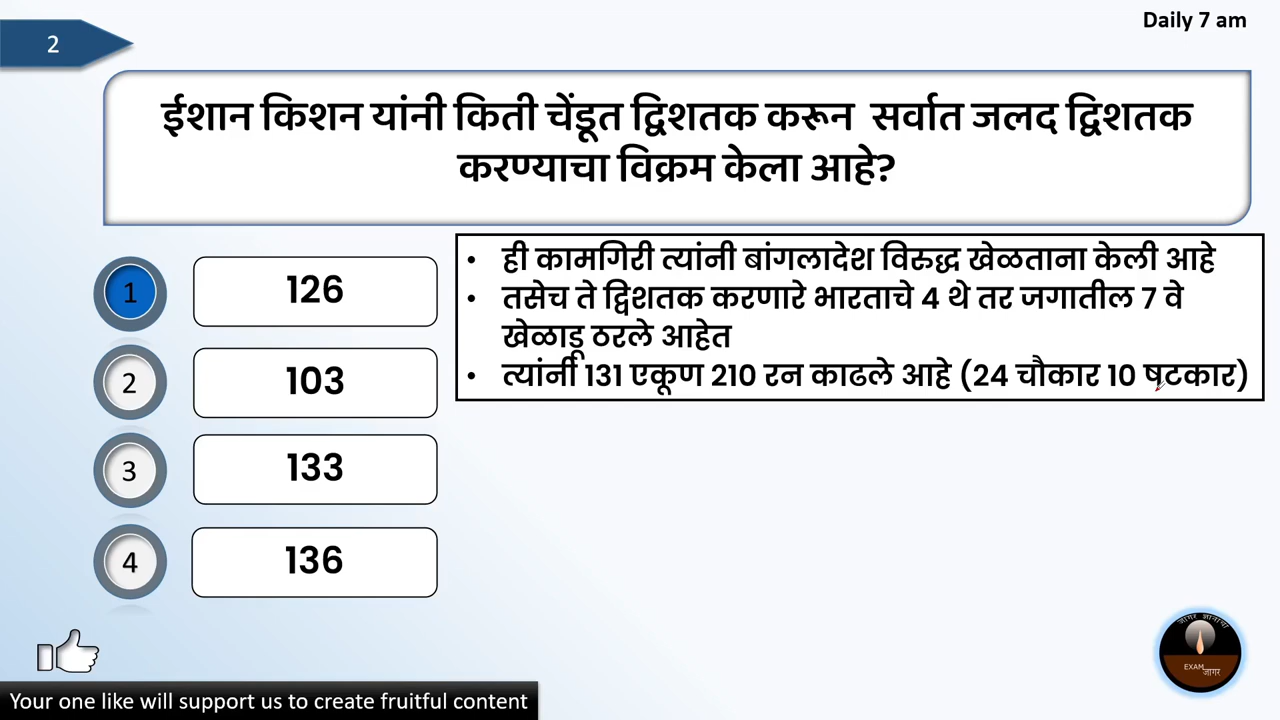 Daily 7 am
2
ईशान किशन यांनी किती चेंडूत द्विशतक करून सर्वात जलद द्विशतक
करण्याचा विक्रम केला आहे?
• ही कामगिरी त्यांनी बांगलादेश विरुद्ध खेळताना केली आहे
• तसेच ते द्विशतक करणारे भारताचे 4 थे तर जगातील 7 वे
खेळाडू ठरले आहेत
• त्यांनी 131 एकूण 210 रन काढले आहे (24 चौकार 10 षटकार)
1 126
2 103
3 133
4 136
जागर ज्ञानाचा
EXAM
जागर
Your one like will support us to create fruitful content